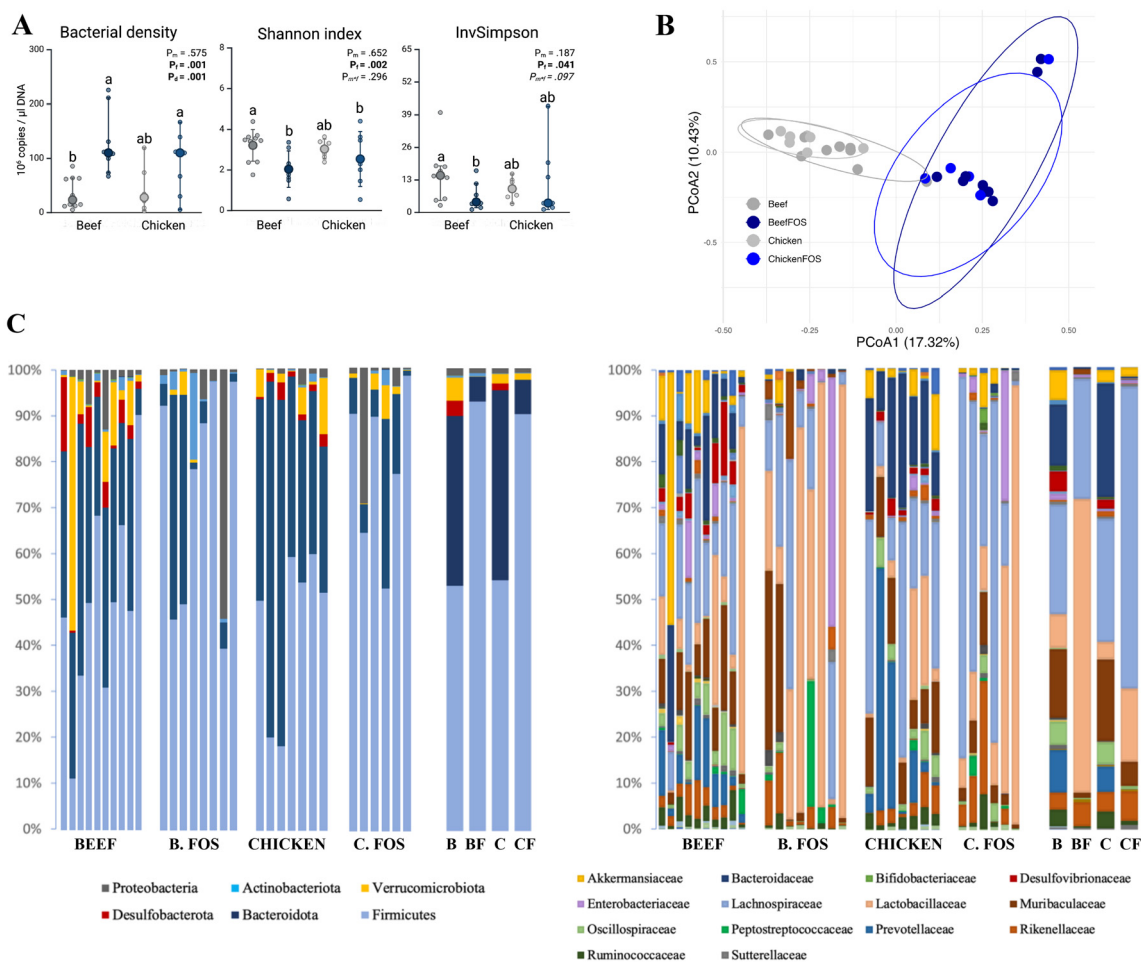 A
Bacterial density
Shannon index
InvSimpson
Pm = .575
Pf = .001
Pd = .001
Pm = .652
Pf = .002
Pm*f = .296
Pm = .187
Pf = .041
Pm*f = .097
10⁶ copies / µl DNA
300
200
100
0
b
a
ab
a
Beef
Chicken
8
6
4
2
0
a
b
ab
b
Beef
Chicken
65
52
39
26
13
0
a
b
ab
ab
Beef
Chicken
B
PCoA2 (10.43%)
0.5
0.0
-0.5
Beef
BeefFOS
Chicken
ChickenFOS
-0.50
-0.25
0.00
0.25
0.50
PCoA1 (17.32%)
C
100%
90%
80%
70%
60%
50%
40%
30%
20%
10%
0%
BEEF
B. FOS
CHICKEN
C. FOS
B BF C CF
Proteobacteria
Actinobacteriota
Verrucomicrobiota
Desulfobacterota
Bacteroidota
Firmicutes
100%
90%
80%
70%
60%
50%
40%
30%
20%
10%
0%
BEEF
B. FOS
CHICKEN
C. FOS
B BF C CF
Akkermansiaceae
Bacteroidaceae
Bifidobacteriaceae
Desulfovibrionaceae
Enterobacteriaceae
Lachnospiraceae
Lactobacillaceae
Muribaculaceae
Oscillospiraceae
Peptostreptococcaceae
Prevotellaceae
Rikenellaceae
Ruminococcaceae
Sutterellaceae